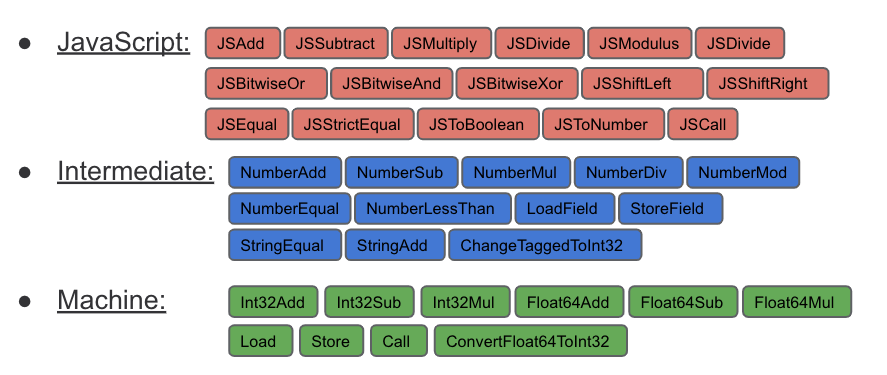 ● JavaScript: JSAdd JSSubtract JSMultiply JSDivide JSModulus JSDivide
JSBitwiseOr JSBitwiseAnd JSBitwiseXor JSShiftLeft JSShiftRight
JSEqual JSStrictEqual JSToBoolean JSToNumber JSCall
● Intermediate: NumberAdd NumberSub NumberMul NumberDiv NumberMod
NumberEqual NumberLessThan LoadField StoreField
StringEqual StringAdd ChangeTaggedToInt32
● Machine: Int32Add Int32Sub Int32Mul Float64Add Float64Sub Float64Mul
Load Store Call ConvertFloat64ToInt32